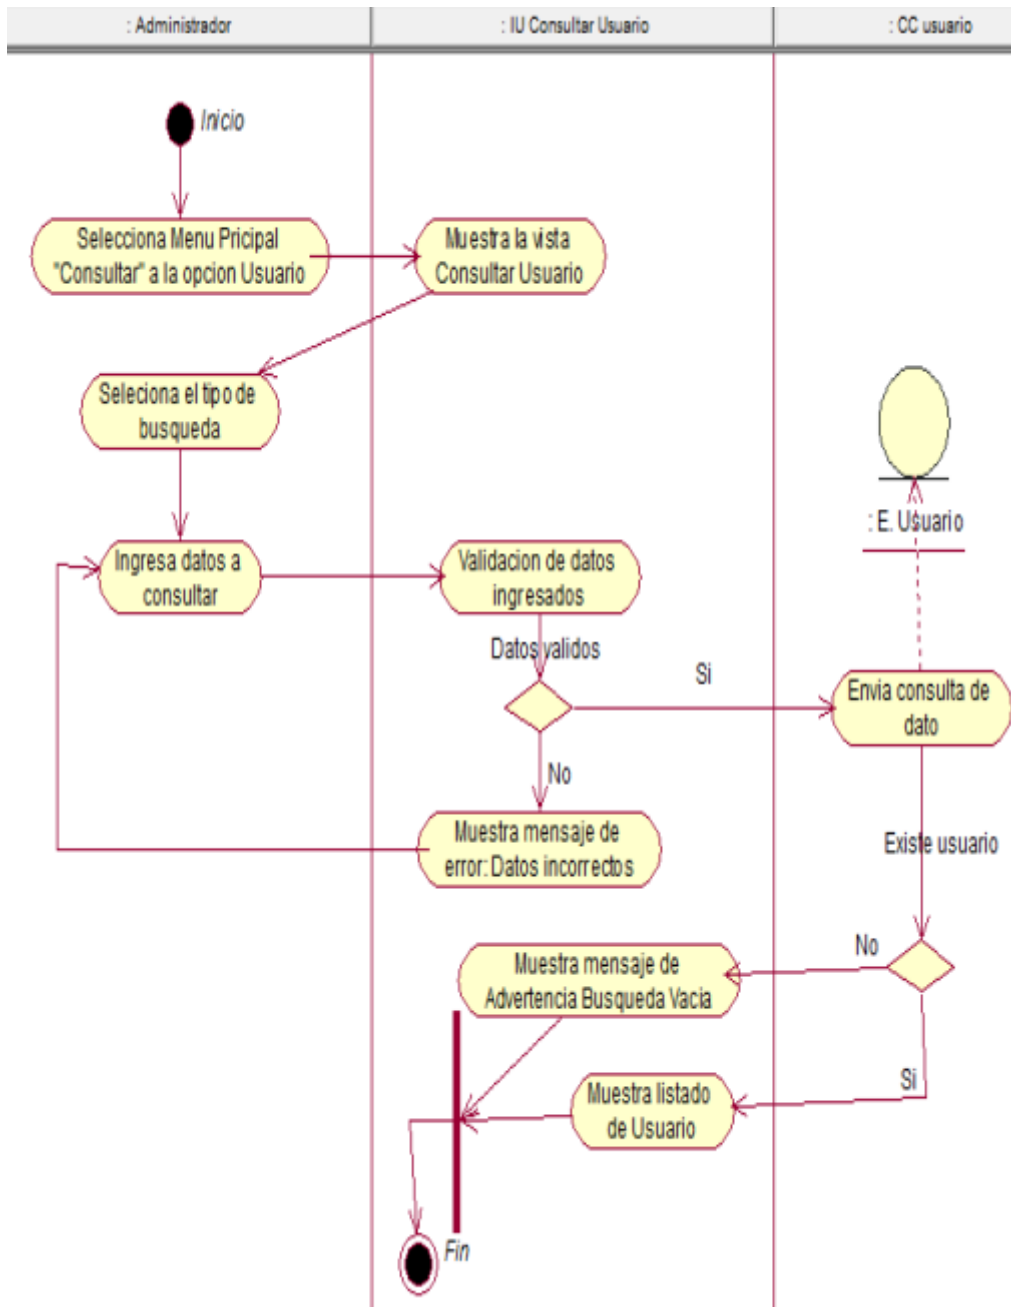 : Administrador
: IU Consultar Usuario
: CC usuario
Inicio
Selecciona Menu Pricipal
"Consultar" a la opcion Usuario
Muestra la vista
Consultar Usuario
Seleciona el tipo de
busqueda
: E. Usuario
Ingresa datos a
consultar
Validacion de datos
ingresados
Datos validos
Si
Envia consulta de
dato
No
Muestra mensaje de
error: Datos incorrectos
Existe usuario
No
Muestra mensaje de
Advertencia Busqueda Vacia
Si
Muestra listado
de Usuario
Fin